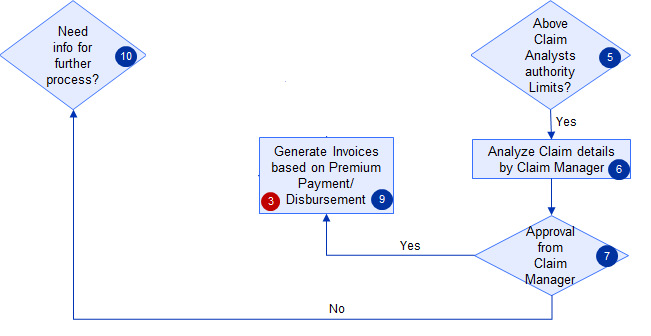 Need
info for
further
process?
10
Above
Claim
Analysts
authority
Limits?
5
Yes
Analyze Claim details
by Claim Manager
6
Generate Invoices
based on Premium
Payment/
Disbursement
3
9
Approval
from
Claim
Manager
7
Yes
No